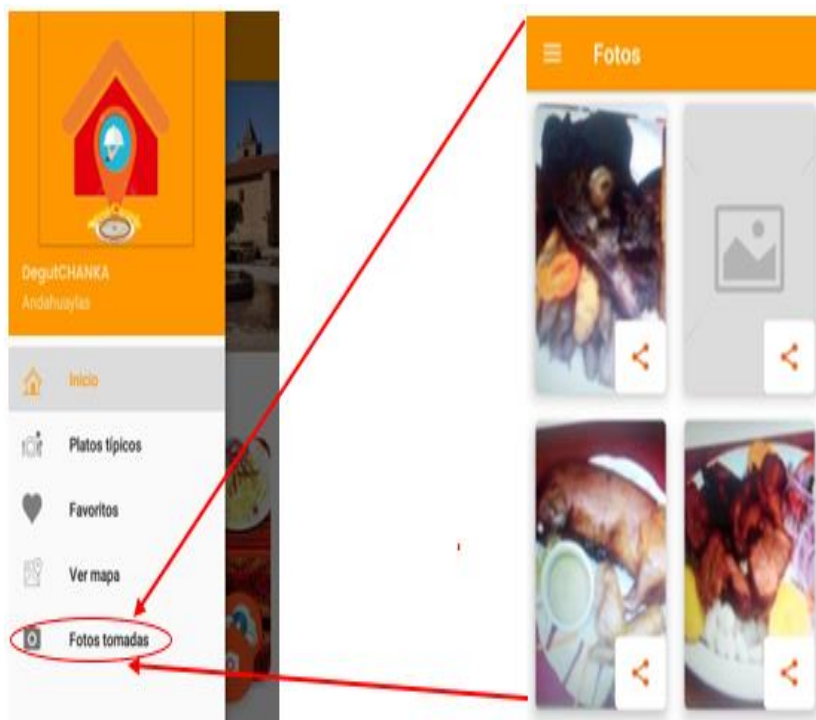 DegutCHANKA
Andahuaylas
Inicio
Platos típicos
Favoritos
Ver mapa
Fotos tomadas
Fotos